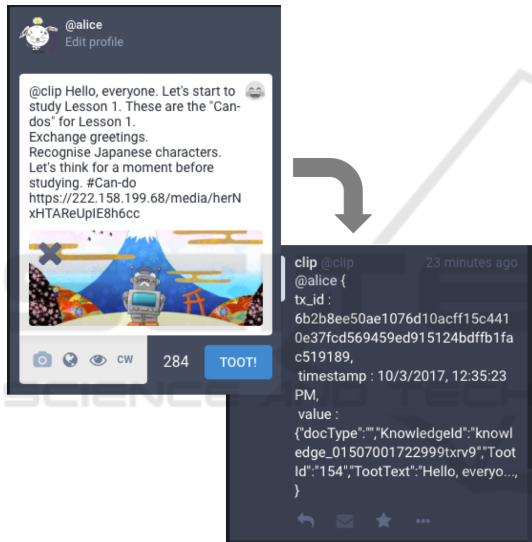 @alice
Edit profile
@clip Hello, everyone. Let's start to
study Lesson 1. These are the "Can-
dos" for Lesson 1.
Exchange greetings.
Recognise Japanese characters.
Let's think for a moment before
studying. #Can-do
https://222.158.199.68/media/herN
xHTAReUpIE8h6cc
CW
284
TOOT!
clip @clip 23 minutes ago
@alice {
tx_id :
6b2b8ee50ae1076d10acff15c441
0e37fcd569459ed915124bdffb1fa
c519189,
timestamp : 10/3/2017, 12:35:23
PM,
value :
{"docType":"","KnowledgeId":"knowl
edge_01507001722999txrv9","Toot
Id":"154","TootText":"Hello, everyo...,
}